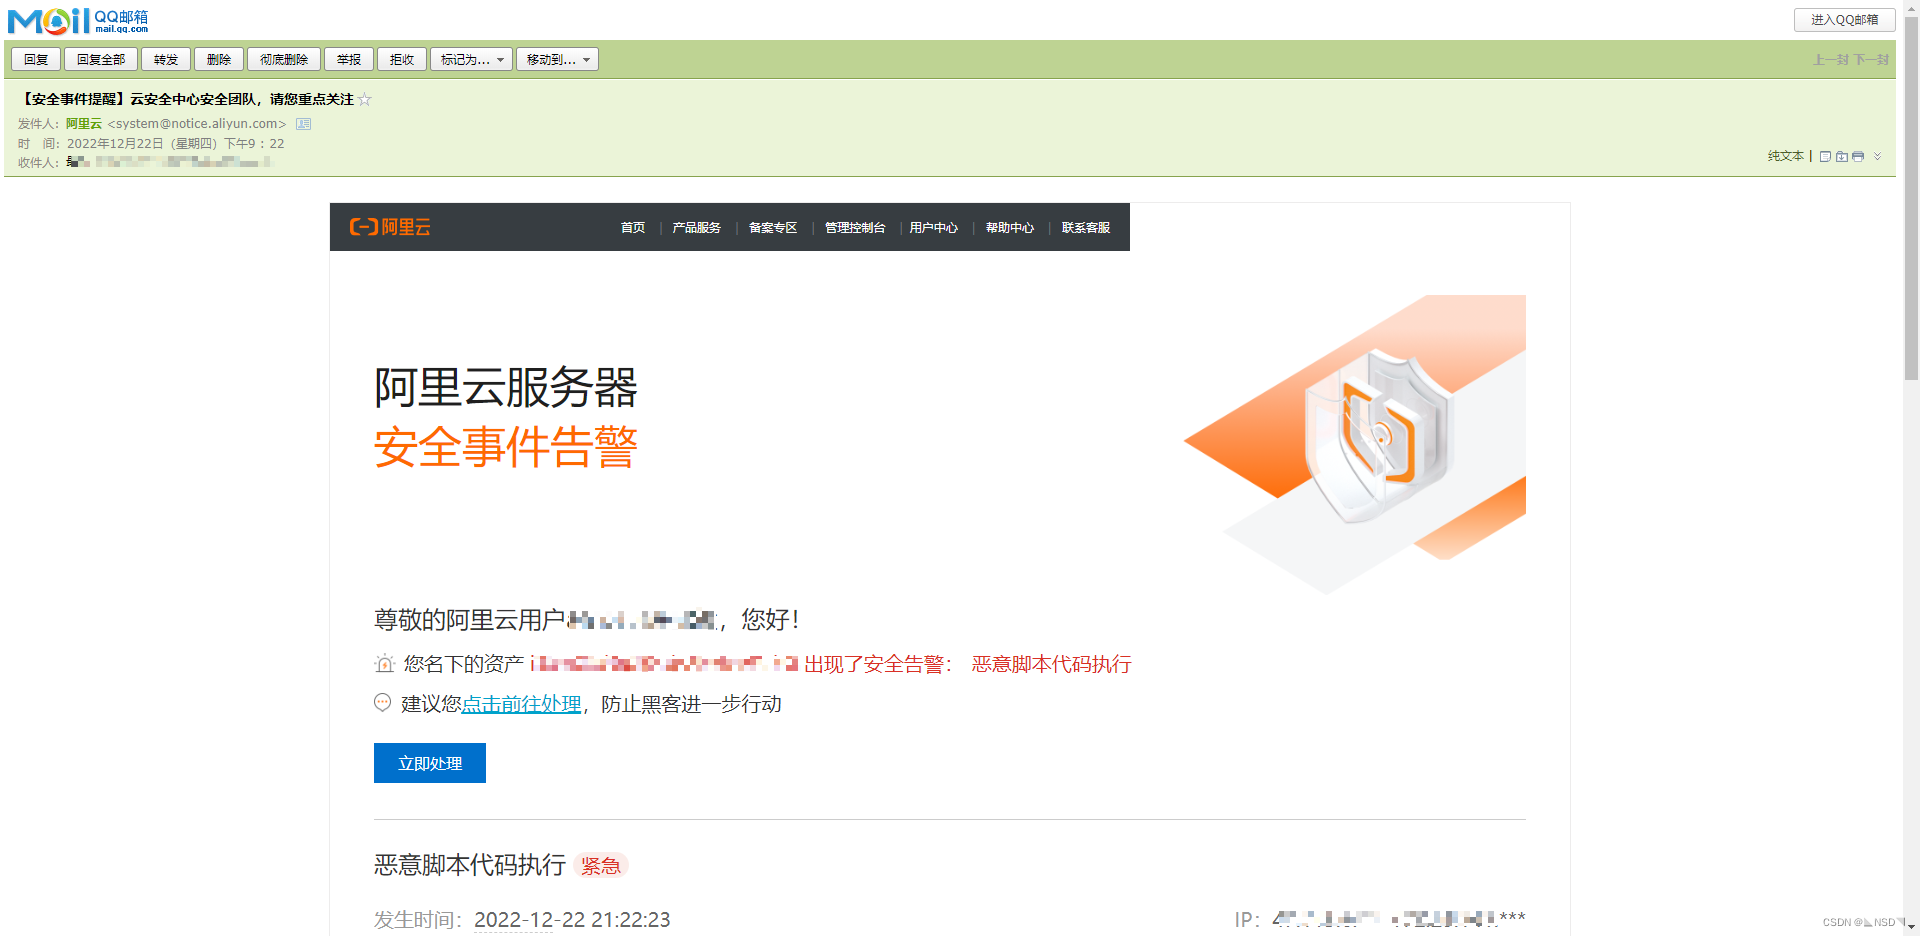 Mail QQ邮箱
mail.qq.com
进入QQ邮箱
回复 回复全部 转发 删除 彻底删除 举报 拒收 标记为... 移动到... 上一封 下一封
【安全事件提醒】云安全中心安全团队，请您重点关注
发件人：阿里云 <system@notice.aliyun.com>
时 间：2022年12月22日（星期四）下午9：22
收件人：
纯文本 |
阿里云 首页 | 产品服务 | 备案专区 | 管理控制台 | 用户中心 | 帮助中心 | 联系客服
阿里云服务器
安全事件告警
尊敬的阿里云用户 ，您好！
您名下的资产 出现了安全告警： 恶意脚本代码执行
建议您点击前往处理，防止黑客进一步行动
立即处理
恶意脚本代码执行 紧急
发生时间：2022-12-22 21:22:23 IP： ***
CSDN @ NSD